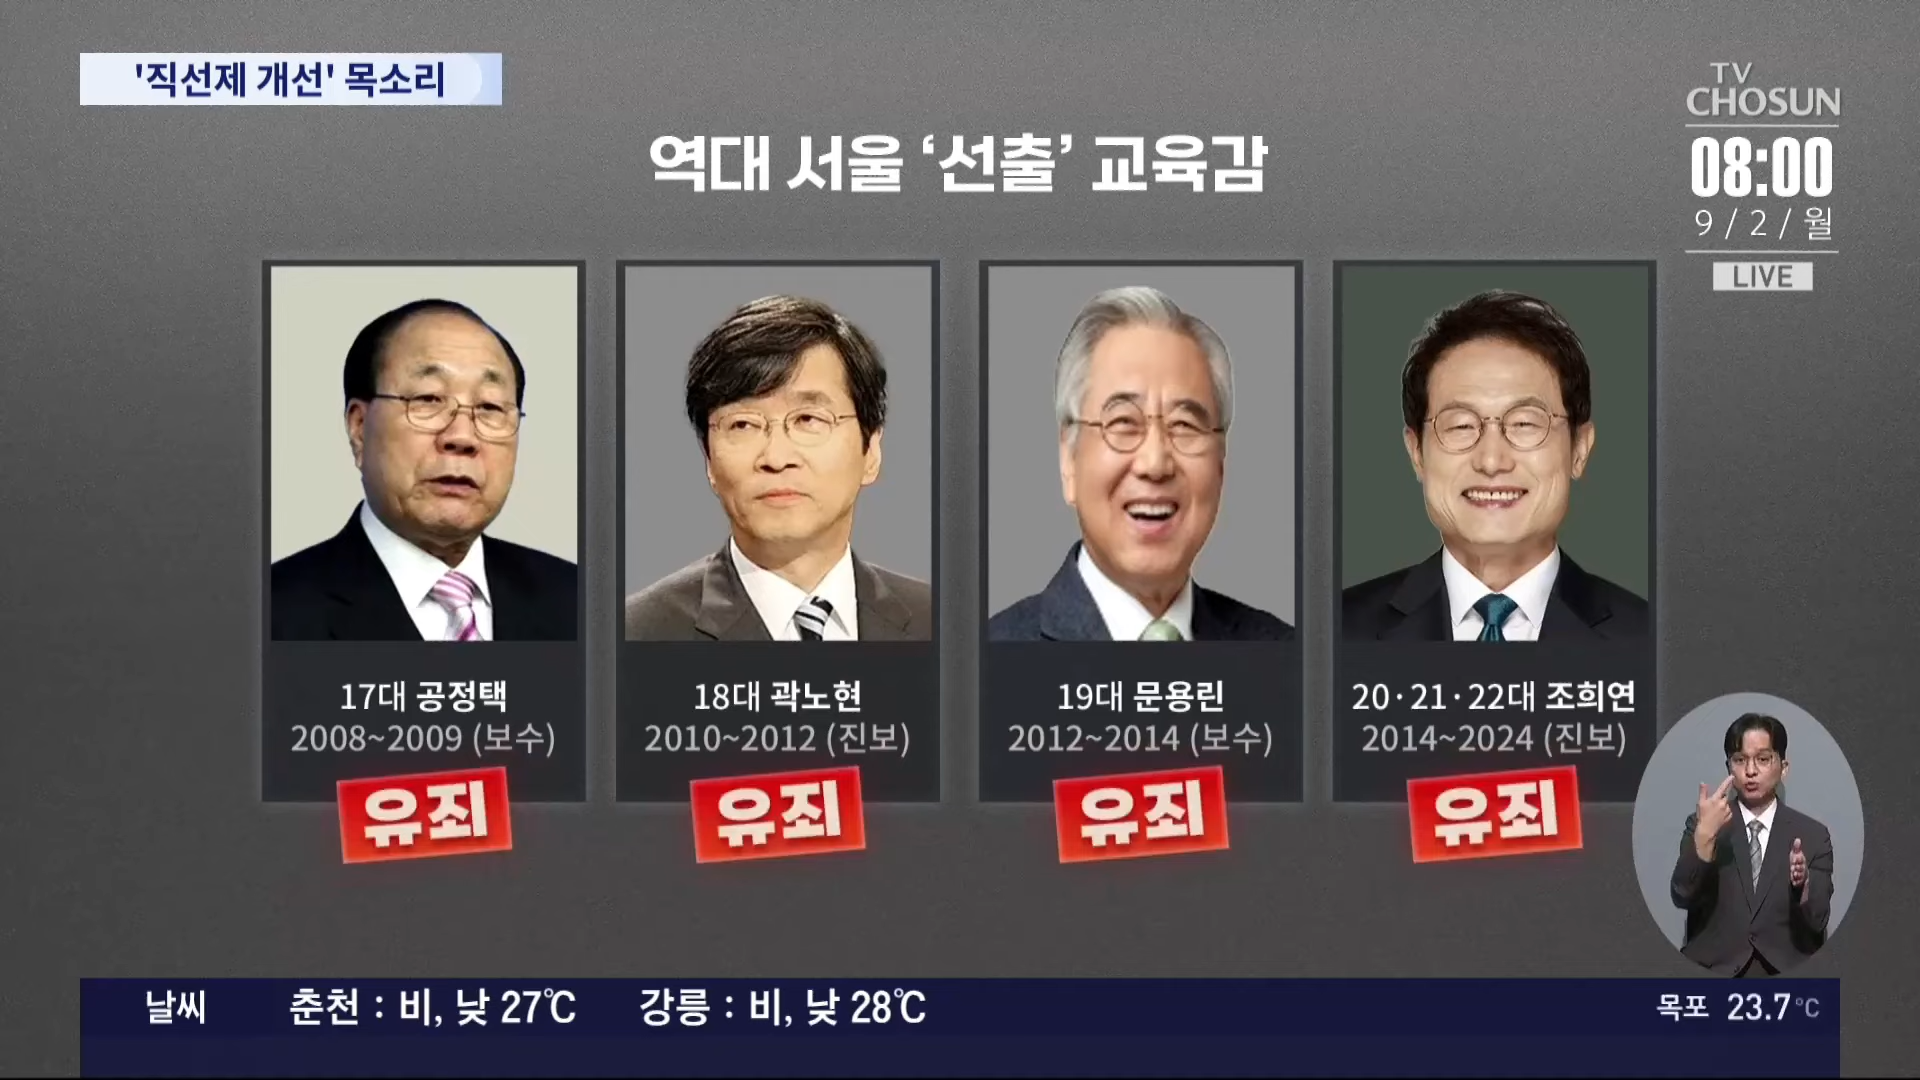 '직선제 개선' 목소리
TV
CHOSUN
08:00
9 / 2 / 월
LIVE
역대 서울 ‘선출’ 교육감
17대 공정택
2008~2009 (보수)
유죄
18대 곽노현
2010~2012 (진보)
유죄
19대 문용린
2012~2014 (보수)
유죄
20·21·22대 조희연
2014~2024 (진보)
유죄
날씨 춘천 : 비, 낮 27℃ 강릉 : 비, 낮 28℃ 목포 23.7℃